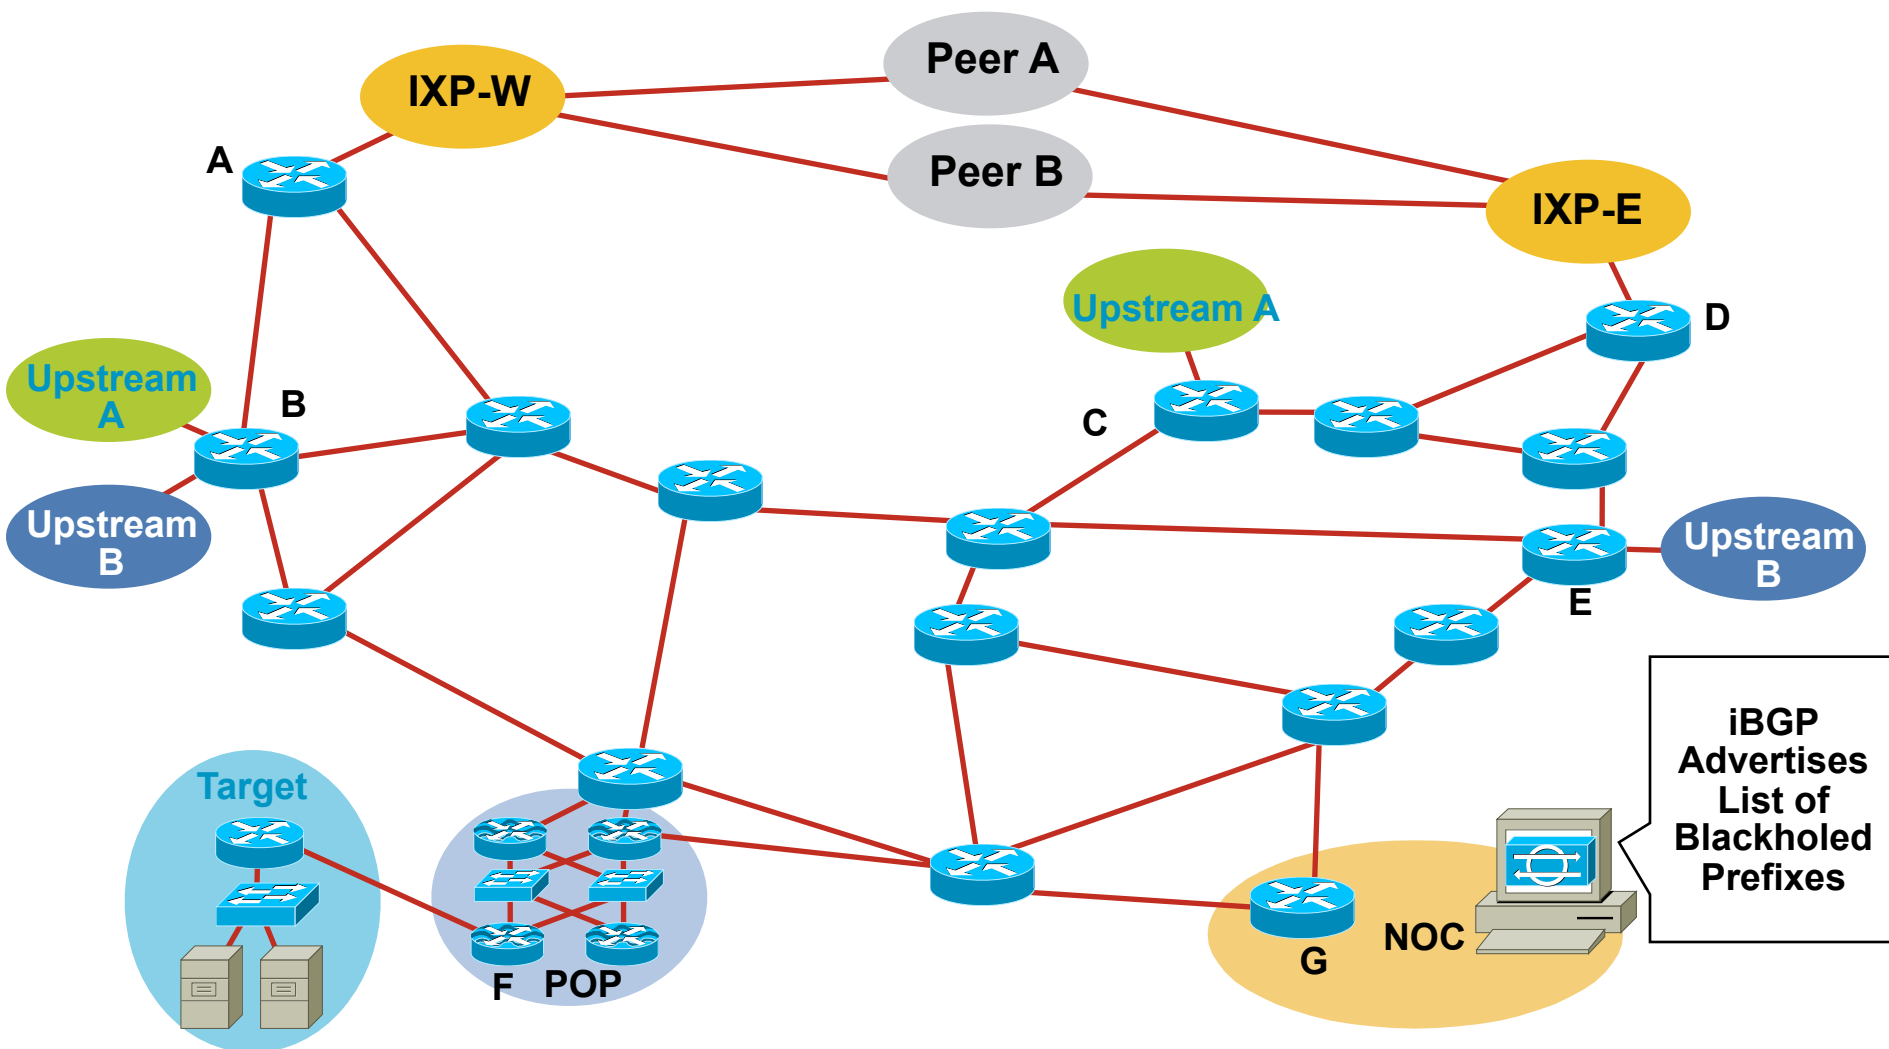 Peer A
IXP-W
A
Peer B
IXP-E
Upstream A
D
Upstream
A
B
C
Upstream
B
Upstream
B
E
iBGP
Advertises
List of
Blackholed
Prefixes
Target
NOC
G
F
POP